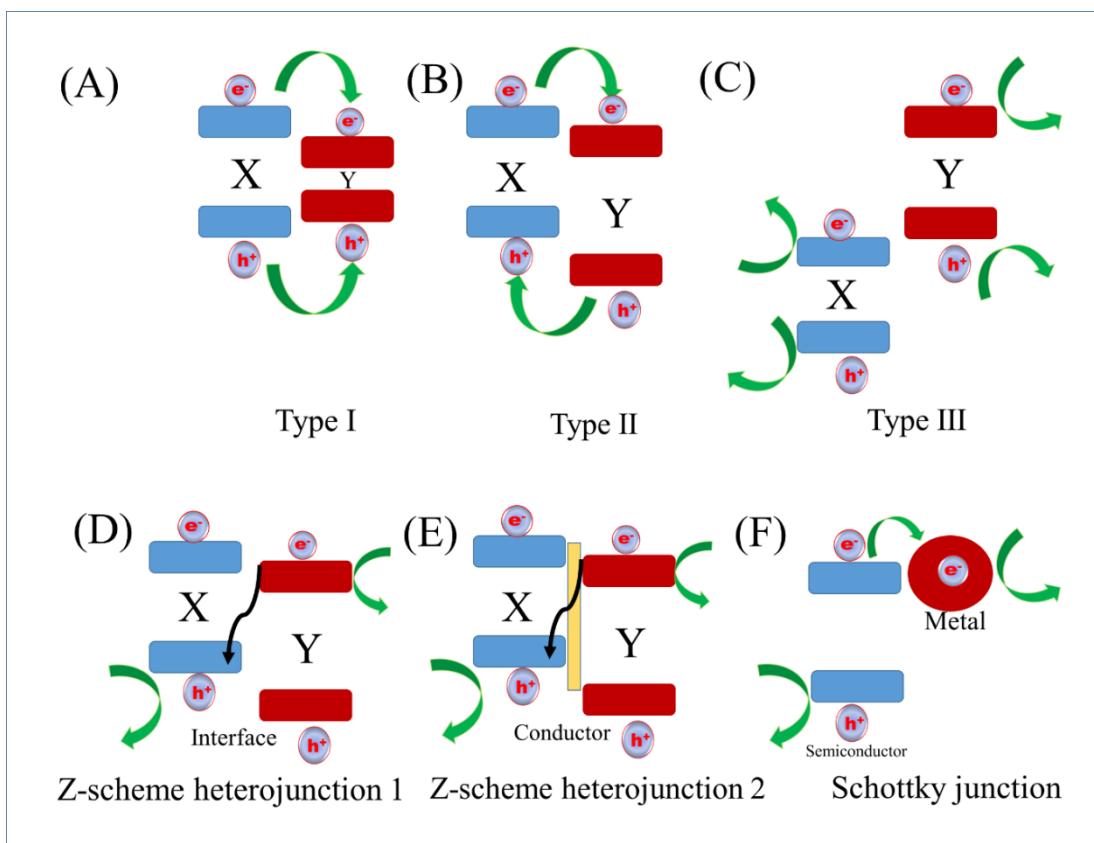 (A)
e-
e-
X
Y
h+
h+
Type I
(B)
e-
e-
X
Y
h+
h+
Type II
(C)
e-
Y
e-
h+
X
h+
Type III
(D)
e-
e-
X
Y
h+
Interface
h+
Z-scheme heterojunction 1
(E)
e-
e-
X
Y
h+
Conductor
h+
Z-scheme heterojunction 2
(F)
e-
e-
Metal
h+
Semiconductor
Schottky junction